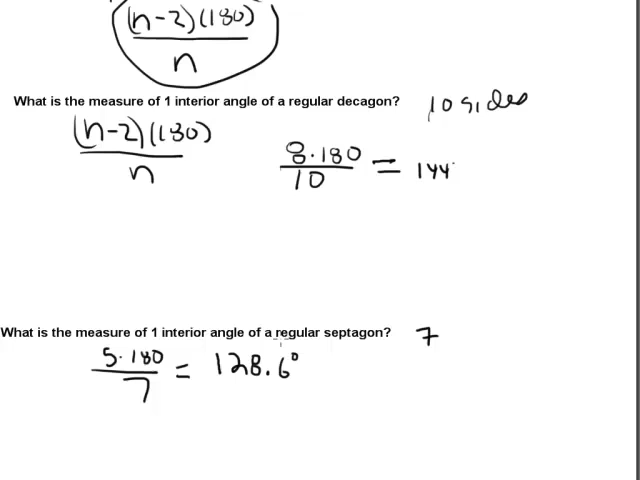 (n-2)(180)
n
What is the measure of 1 interior angle of a regular decagon? 10 sides
(n-2)(180)
n
8·180
10
= 144
What is the measure of 1 interior angle of a regular septagon? 7
5·180
7
= 128.6°